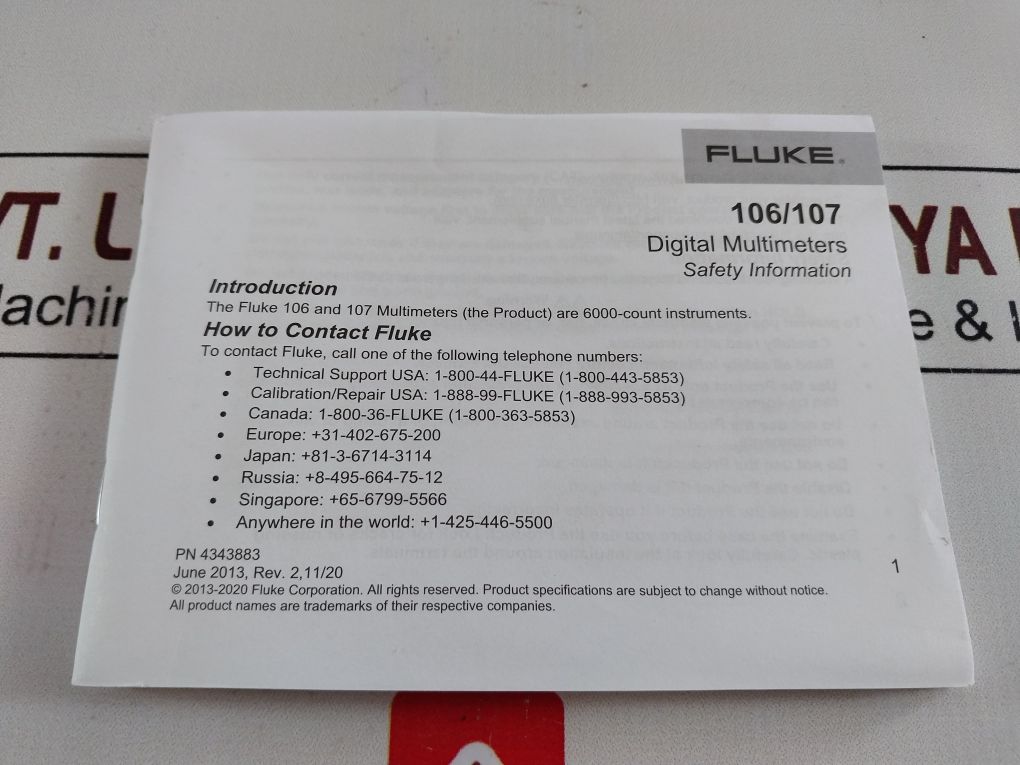 FLUKE®
106/107
Digital Multimeters
Safety Information
Introduction
The Fluke 106 and 107 Multimeters (the Product) are 6000-count instruments.
How to Contact Fluke
To contact Fluke, call one of the following telephone numbers:
• Technical Support USA: 1-800-44-FLUKE (1-800-443-5853)
• Calibration/Repair USA: 1-888-99-FLUKE (1-888-993-5853)
• Canada: 1-800-36-FLUKE (1-800-363-5853)
• Europe: +31-402-675-200
• Japan: +81-3-6714-3114
• Russia: +8-495-664-75-12
• Singapore: +65-6799-5566
• Anywhere in the world: +1-425-446-5500
PN 4343883
June 2013, Rev. 2,11/20
© 2013-2020 Fluke Corporation. All rights reserved. Product specifications are subject to change without notice.
All product names are trademarks of their respective companies.
1
VT. L
YA
achin
e &